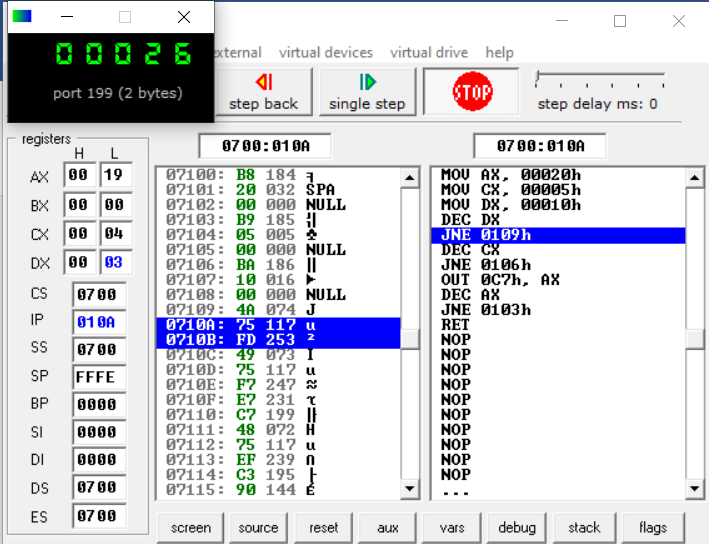 00026
port 199 (2 bytes)
external virtual devices virtual drive help
step back single step STOP step delay ms: 0
registers
H L
AX 00 19
BX 00 00
CX 00 04
DX 00 03
CS 0700
IP 010A
SS 0700
SP FFFE
BP 0000
SI 0000
DI 0000
DS 0700
ES 0700
0700:010A
07100: B8 184 ╕
07101: 20 032 SPA
07102: 00 000 NULL
07103: B9 185 ╣
07104: 05 005 ♣
07105: 00 000 NULL
07106: BA 186 ║
07107: 10 016 ►
07108: 00 000 NULL
07109: 4A 074 J
0710A: 75 117 u
0710B: FD 253 ²
0710C: 49 073 I
0710D: 75 117 u
0710E: F7 247 ≈
0710F: E7 231 τ
07110: C7 199 ╟
07111: 48 072 H
07112: 75 117 u
07113: EF 239 ∩
07114: C3 195 ├
07115: 90 144 É
0700:010A
MOV AX, 00020h
MOV CX, 00005h
MOV DX, 00010h
DEC DX
JNE 0109h
DEC CX
JNE 0106h
OUT 0C7h, AX
DEC AX
JNE 0103h
RET
NOP
NOP
NOP
NOP
NOP
NOP
NOP
NOP
NOP
NOP
...
screen source reset aux vars debug stack flags